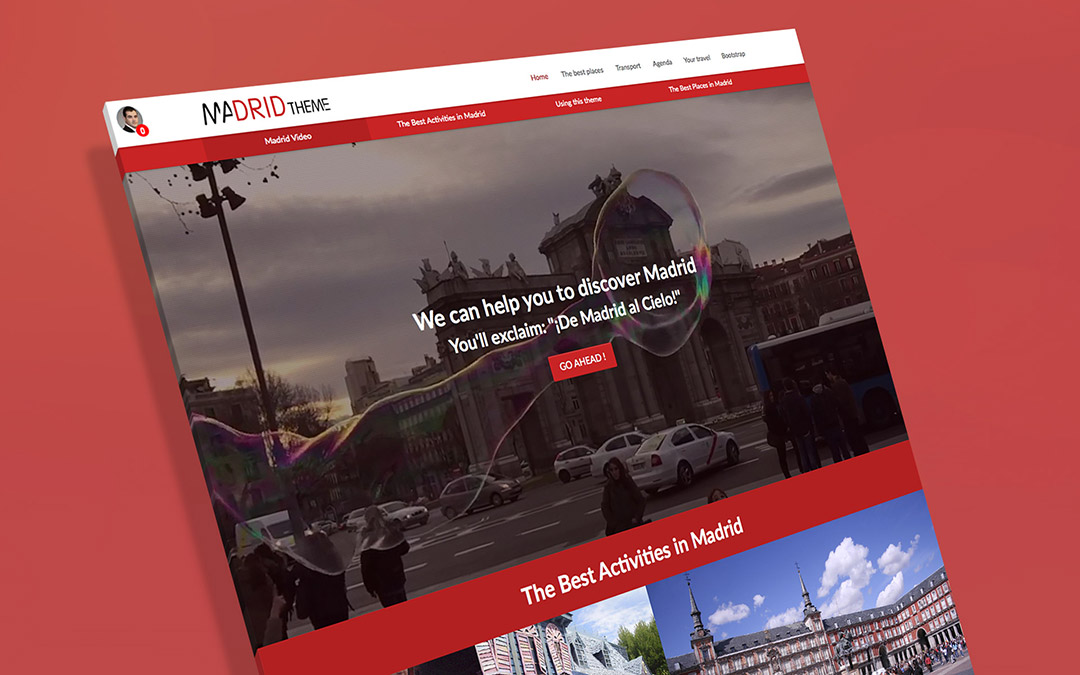 0
MADRID THEME
Home
The best places
Transport
Agenda
Your travel
Bootstrap
Madrid Video
The Best Activities in Madrid
Using this theme
The Best Places in Madrid
We can help you to discover Madrid
You'll exclaim: "¡De Madrid al Cielo!"
GO AHEAD !
The Best Activities in Madrid